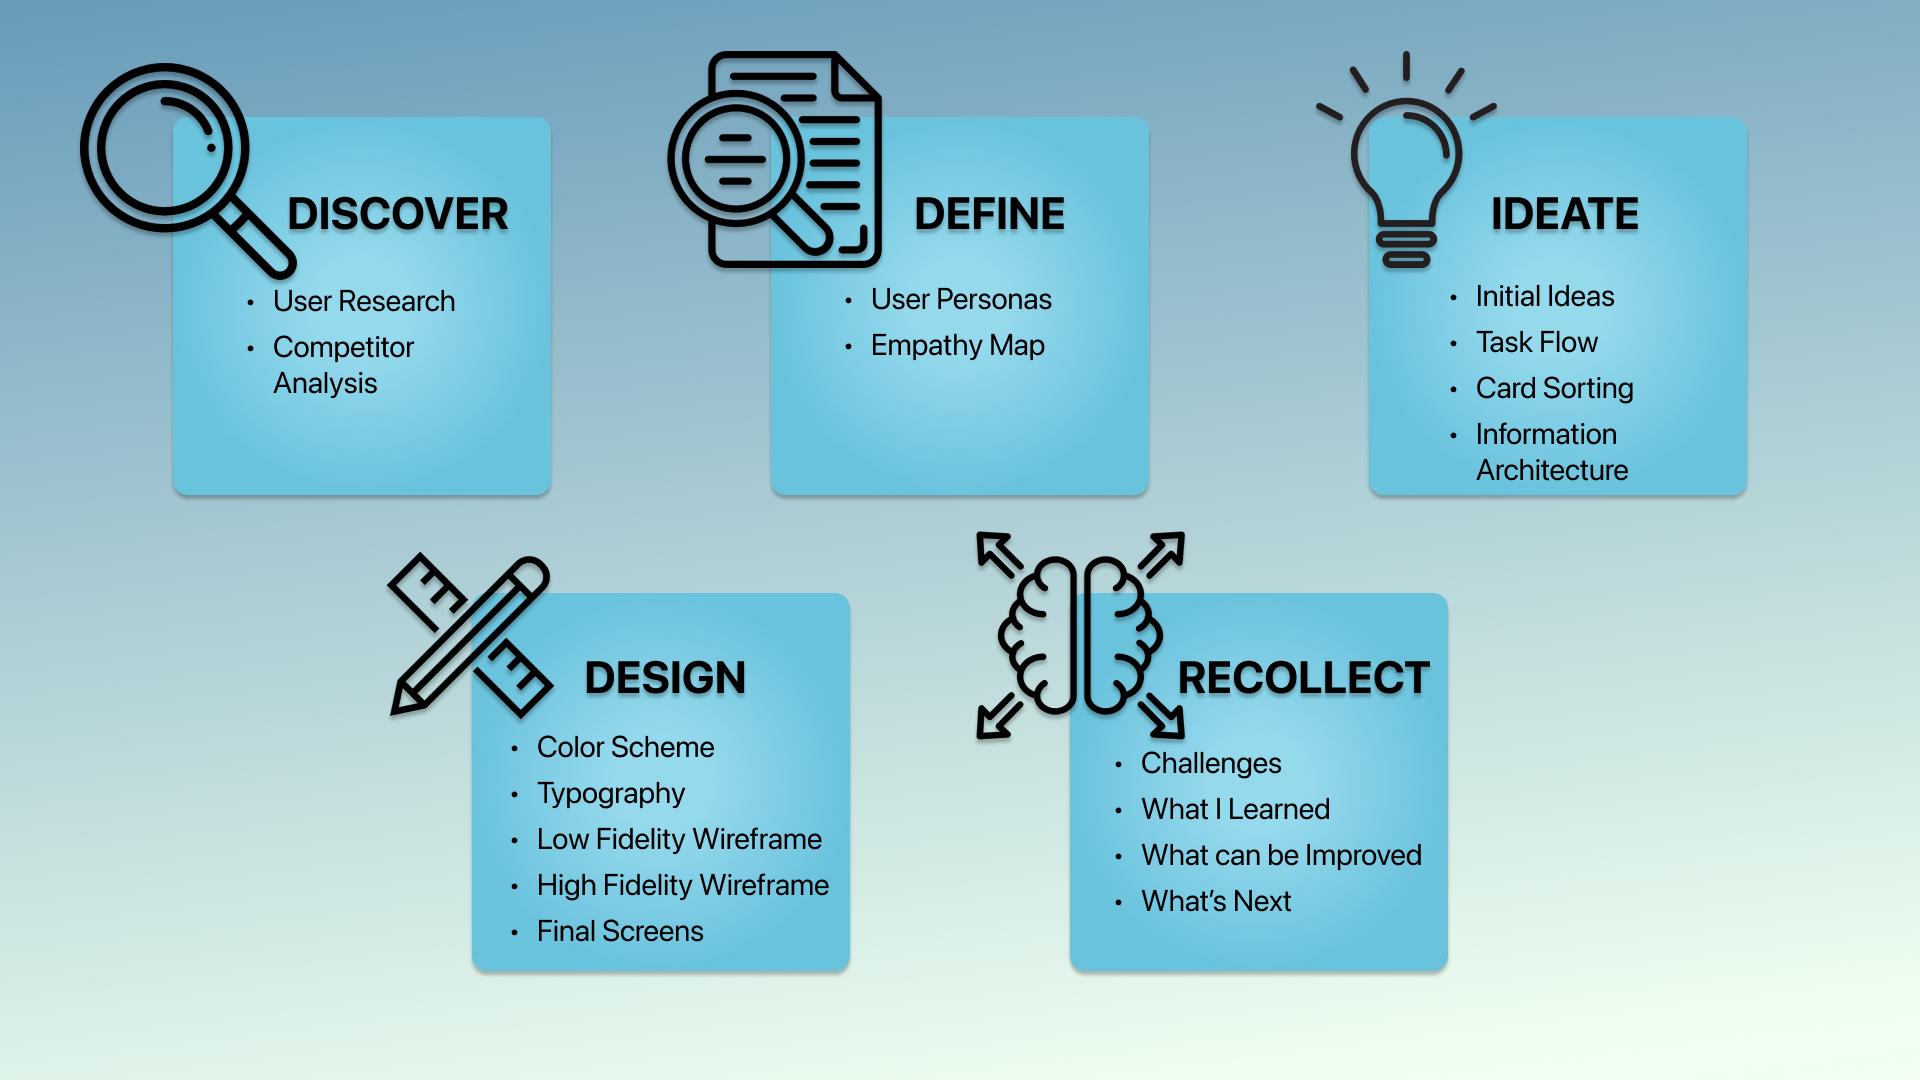 DISCOVER
• User Research
• Competitor
Analysis
DEFINE
• User Personas
• Empathy Map
IDEATE
• Initial Ideas
• Task Flow
• Card Sorting
• Information
Architecture
DESIGN
• Color Scheme
• Typography
• Low Fidelity Wireframe
• High Fidelity Wireframe
• Final Screens
RECOLLECT
• Challenges
• What I Learned
• What can be Improved
• What’s Next